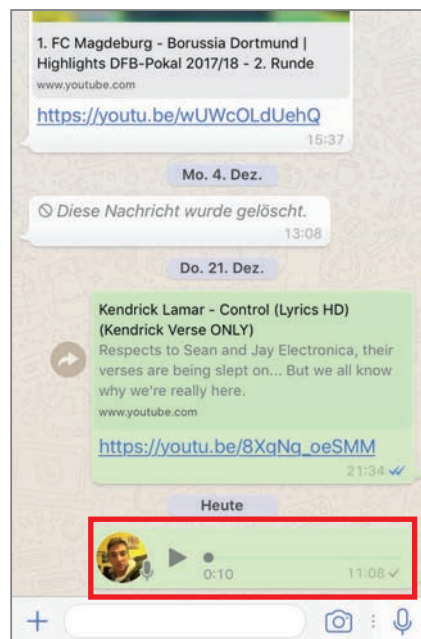 1. FC Magdeburg - Borussia Dortmund |
Highlights DFB-Pokal 2017/18 - 2. Runde
www.youtube.com
https://youtu.be/wUWcOLdUehQ
15:37
Mo. 4. Dez.
Diese Nachricht wurde gelöscht.
13:08
Do. 21. Dez.
Kendrick Lamar - Control (Lyrics HD)
(Kendrick Verse ONLY)
Respects to Sean and Jay Electronica, their
verses are being slept on... But we all know
why we're really here.
www.youtube.com
https://youtu.be/8XqNq_oeSMM
21:34
Heute
0:10 11:08